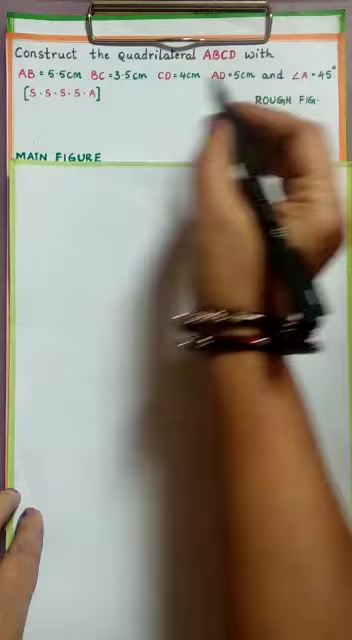 Construct the quadrilateral ABCD with
AB = 5.5cm BC = 3.5cm CD = 4cm AD = 5cm and ∠A = 45°
[S.S.S.S.A]
ROUGH FIG.
MAIN FIGURE